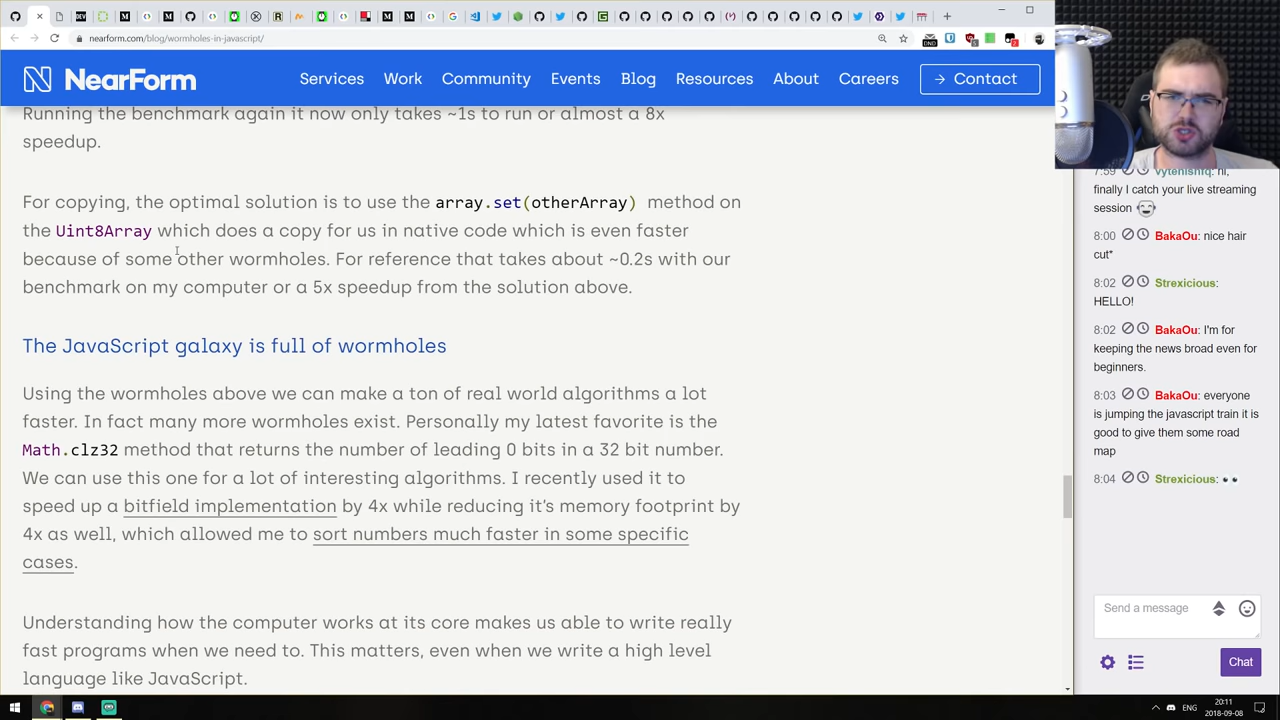 nearform.com/blog/wormholes-in-javascript/
NearForm
Services
Work
Community
Events
Blog
Resources
About
Careers
→ Contact
Running the benchmark again it now only takes ~1s to run or almost a 8x
speedup.
For copying, the optimal solution is to use the array.set(otherArray) method on
the Uint8Array which does a copy for us in native code which is even faster
because of some other wormholes. For reference that takes about ~0.2s with our
benchmark on my computer or a 5x speedup from the solution above.
The JavaScript galaxy is full of wormholes
Using the wormholes above we can make a ton of real world algorithms a lot
faster. In fact many more wormholes exist. Personally my latest favorite is the
Math.clz32 method that returns the number of leading 0 bits in a 32 bit number.
We can use this one for a lot of interesting algorithms. I recently used it to
speed up a bitfield implementation by 4x while reducing it's memory footprint by
4x as well, which allowed me to sort numbers much faster in some specific
cases.
Understanding how the computer works at its core makes us able to write really
fast programs when we need to. This matters, even when we write a high level
language like JavaScript.
7:59 vytenisfq: hi,
finally I catch your live streaming
session
8:00 BakaOu: nice hair
cut*
8:02 Strexicious:
HELLO!
8:02 BakaOu: I'm for
keeping the news broad even for
beginners.
8:03 BakaOu: everyone
is jumping the javascript train it is
good to give them some road
map
8:04 Strexicious: 👀
Send a message
Chat
ENG
20:11
2018-09-08